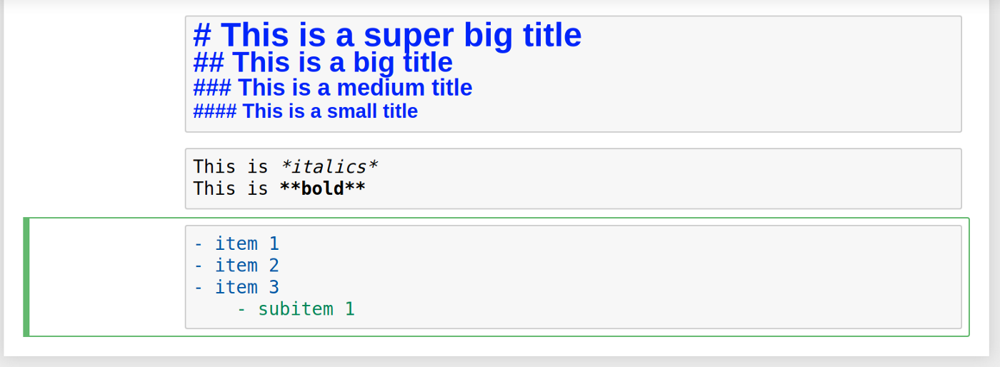 # This is a super big title
## This is a big title
### This is a medium title
#### This is a small title
This is *italics*
This is **bold**
- item 1
- item 2
- item 3
    - subitem 1